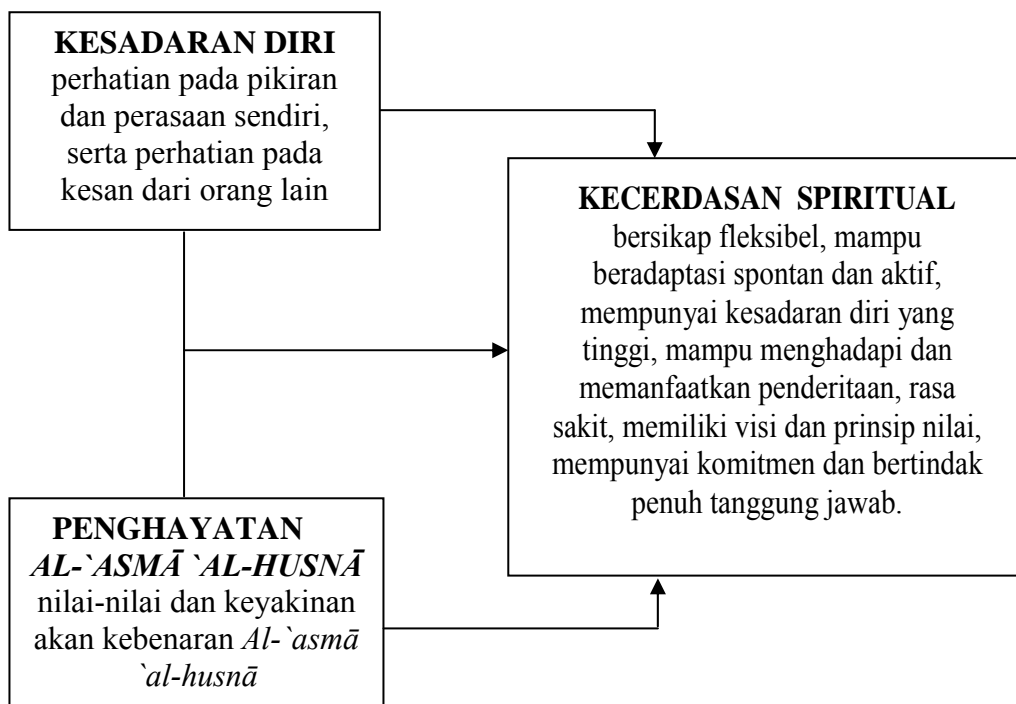 KESADARAN DIRI
perhatian pada pikiran
dan perasaan sendiri,
serta perhatian pada
kesan dari orang lain
KECERDASAN SPIRITUAL
bersikap fleksibel, mampu
beradaptasi spontan dan aktif,
mempunyai kesadaran diri yang
tinggi, mampu menghadapi dan
memanfaatkan penderitaan, rasa
sakit, memiliki visi dan prinsip nilai,
mempunyai komitmen dan bertindak
penuh tanggung jawab.
PENGHAYATAN
AL-`ASMĀ `AL-HUSNĀ
nilai-nilai dan keyakinan
akan kebenaran Al-`asmā
`al-husnā